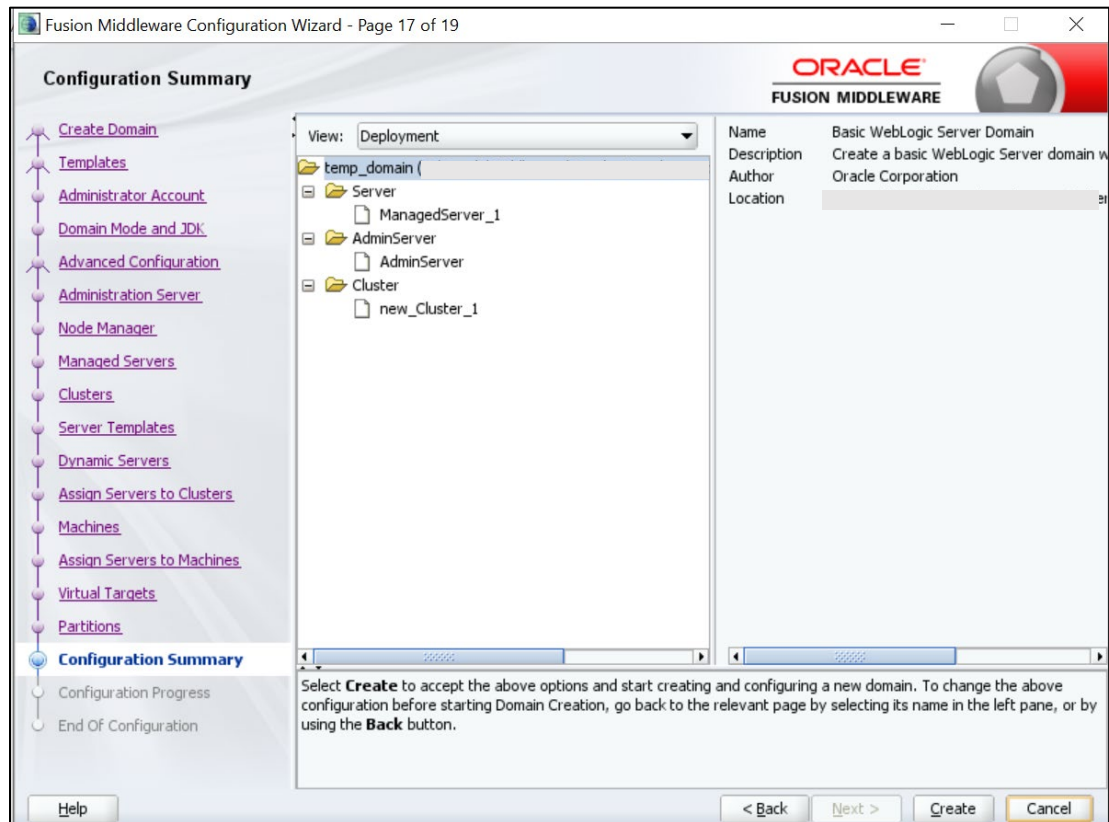 Fusion Middleware Configuration Wizard - Page 17 of 19
Configuration Summary
ORACLE
FUSION MIDDLEWARE
Create Domain
Templates
Administrator Account
Domain Mode and JDK
Advanced Configuration
Administration Server
Node Manager
Managed Servers
Clusters
Server Templates
Dynamic Servers
Assign Servers to Clusters
Machines
Assign Servers to Machines
Virtual Targets
Partitions
Configuration Summary
Configuration Progress
End Of Configuration
View: Deployment
temp_domain (
Server
ManagedServer_1
AdminServer
AdminServer
Cluster
new_Cluster_1
Name Basic WebLogic Server Domain
Description Create a basic WebLogic Server domain w
Author Oracle Corporation
Location
Select Create to accept the above options and start creating and configuring a new domain. To change the above
configuration before starting Domain Creation, go back to the relevant page by selecting its name in the left pane, or by
using the Back button.
Help
< Back Next > Create Cancel